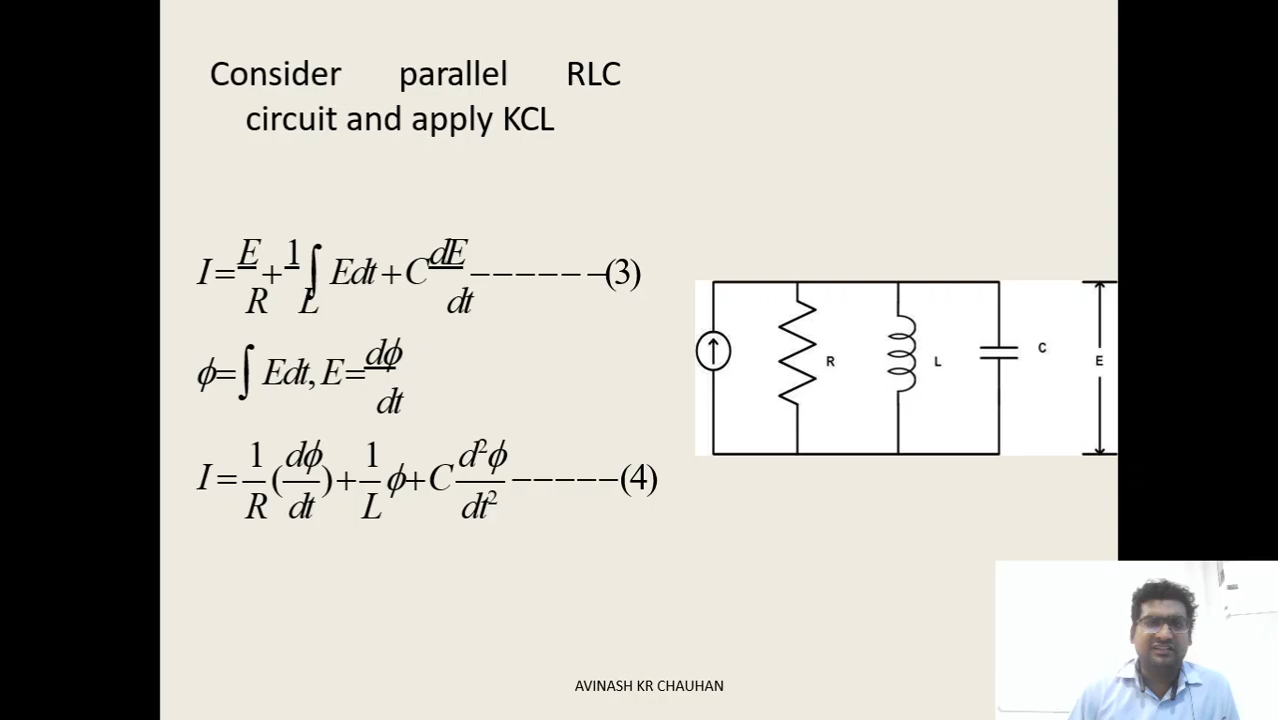 Consider parallel RLC
circuit and apply KCL
I = E/R + 1/L ∫ Edt + C dE/dt ------(3)
ϕ = ∫ Edt, E = dϕ/dt
I = 1/R (dϕ/dt) + 1/L ϕ + C d²ϕ/dt² -----(4)
R
L
C
E
AVINASH KR CHAUHAN